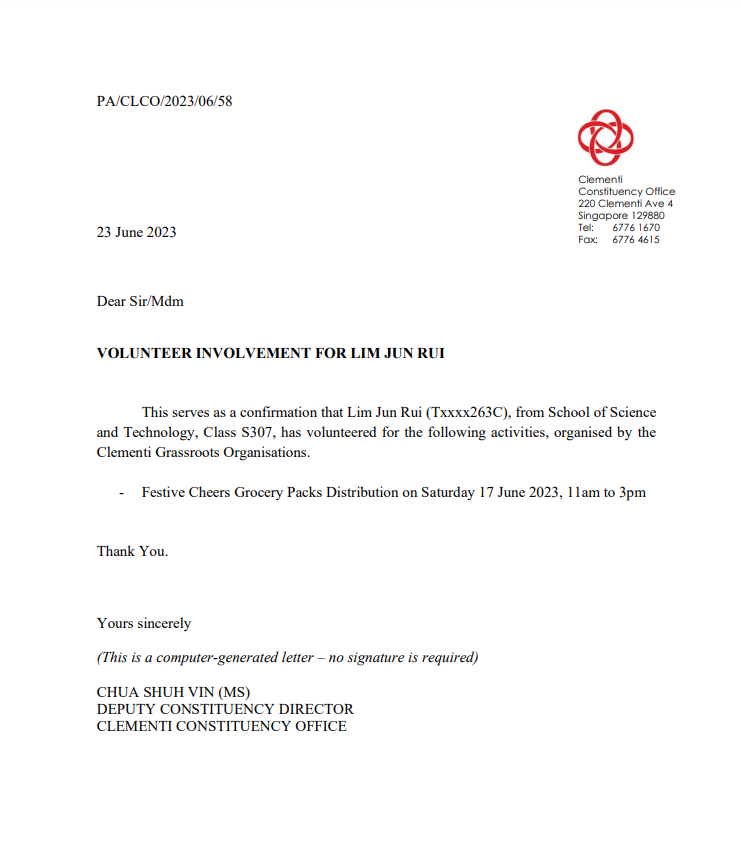 PA/CLCO/2023/06/58
Clementi
Constituency Office
220 Clementi Ave 4
Singapore 129880
Tel: 6776 1670
Fax: 6776 4615
23 June 2023
Dear Sir/Mdm
VOLUNTEER INVOLVEMENT FOR LIM JUN RUI
This serves as a confirmation that Lim Jun Rui (Txxxx263C), from School of Science
and Technology, Class S307, has volunteered for the following activities, organised by the
Clementi Grassroots Organisations.
- Festive Cheers Grocery Packs Distribution on Saturday 17 June 2023, 11am to 3pm
Thank You.
Yours sincerely
(This is a computer-generated letter – no signature is required)
CHUA SHUH VIN (MS)
DEPUTY CONSTITUENCY DIRECTOR
CLEMENTI CONSTITUENCY OFFICE